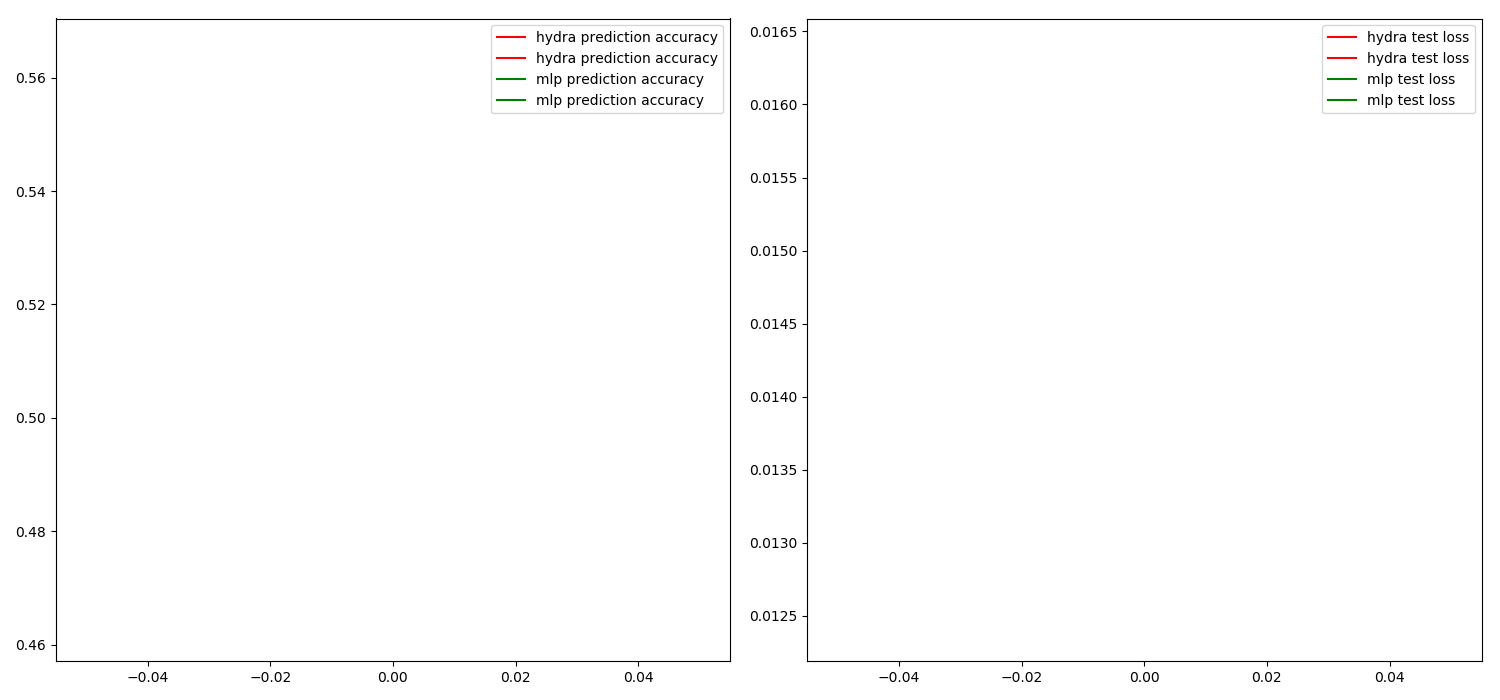 hydra prediction accuracy
hydra prediction accuracy
mlp prediction accuracy
mlp prediction accuracy
0.56
0.54
0.52
0.50
0.48
0.46
−0.04 −0.02 0.00 0.02 0.04
hydra test loss
hydra test loss
mlp test loss
mlp test loss
0.0165
0.0160
0.0155
0.0150
0.0145
0.0140
0.0135
0.0130
0.0125
−0.04 −0.02 0.00 0.02 0.04